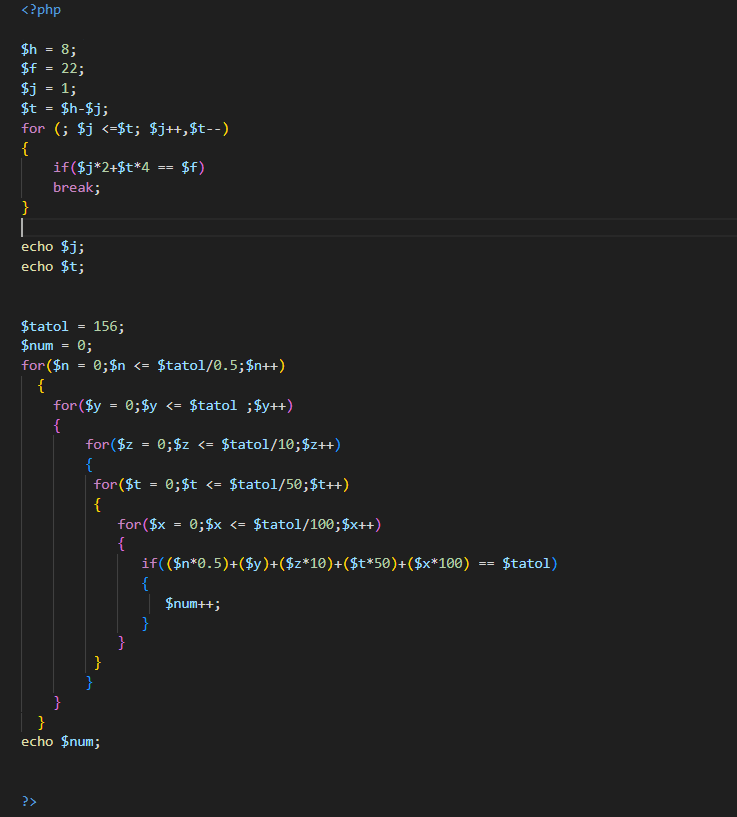 <?php
$h = 8;
$f = 22;
$j = 1;
$t = $h-$j;
for (; $j <=$t; $j++,$t--)
{
if($j*2+$t*4 == $f)
break;
}
echo $j;
echo $t;
$tatol = 156;
$num = 0;
for($n = 0;$n <= $tatol/0.5;$n++)
{
for($y = 0;$y <= $tatol ;$y++)
{
for($z = 0;$z <= $tatol/10;$z++)
{
for($t = 0;$t <= $tatol/50;$t++)
{
for($x = 0;$x <= $tatol/100;$x++)
{
if(($n*0.5)+($y)+($z*10)+($t*50)+($x*100) == $tatol)
{
$num++;
}
}
}
}
}
}
echo $num;
?>